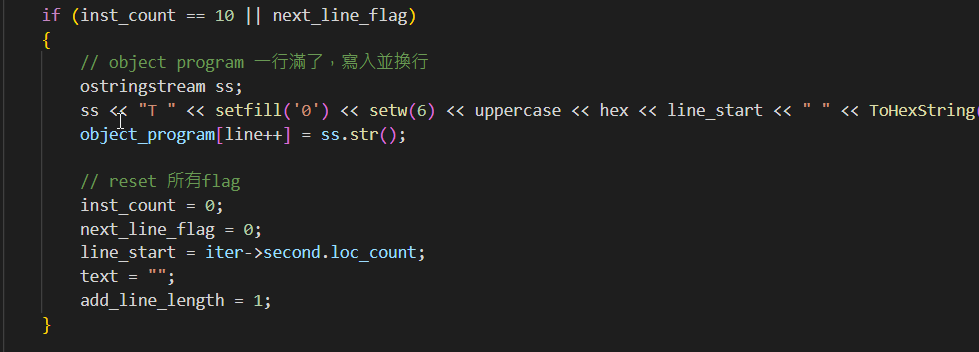 if (inst_count == 10 || next_line_flag)
{
// object program 一行滿了，寫入並換行
ostringstream ss;
ss << "T " << setfill('0') << setw(6) << uppercase << hex << line_start << " " << ToHexString(
object_program[line++] = ss.str();
// reset 所有flag
inst_count = 0;
next_line_flag = 0;
line_start = iter->second.loc_count;
text = "";
add_line_length = 1;
}